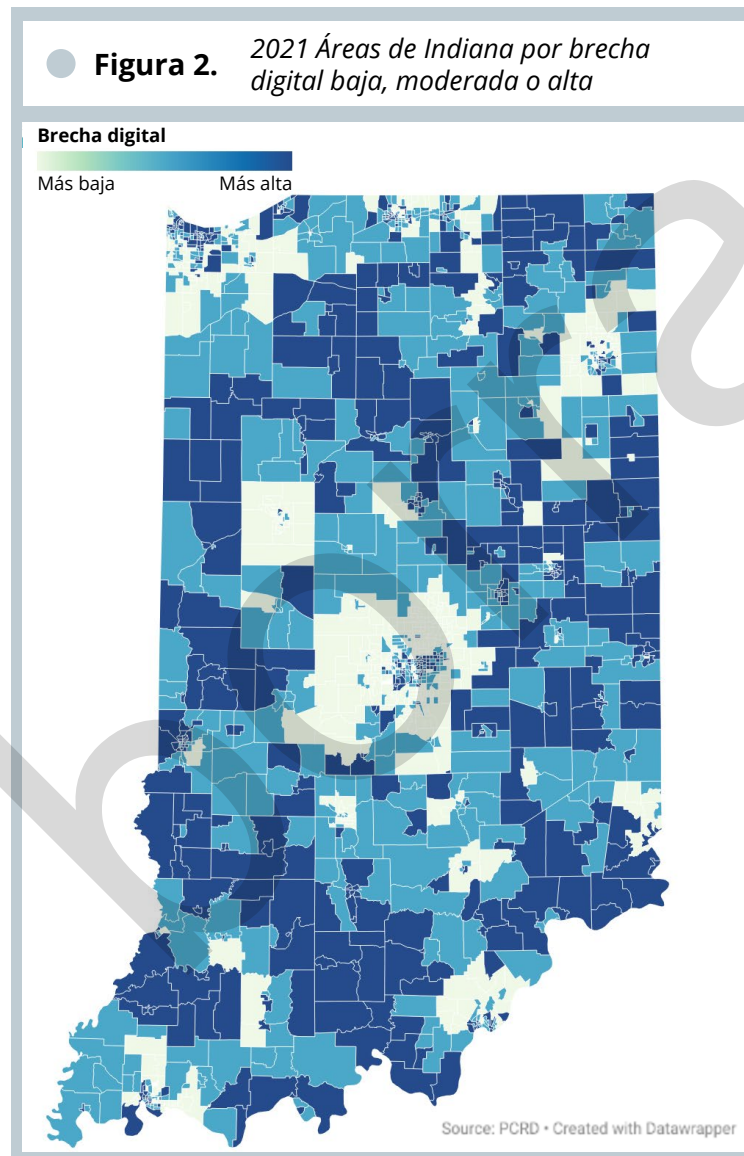 Figura 2.
2021 Áreas de Indiana por brecha
digital baja, moderada o alta
Brecha digital
Más baja
Más alta
Source: PCRD • Created with Datawrapper